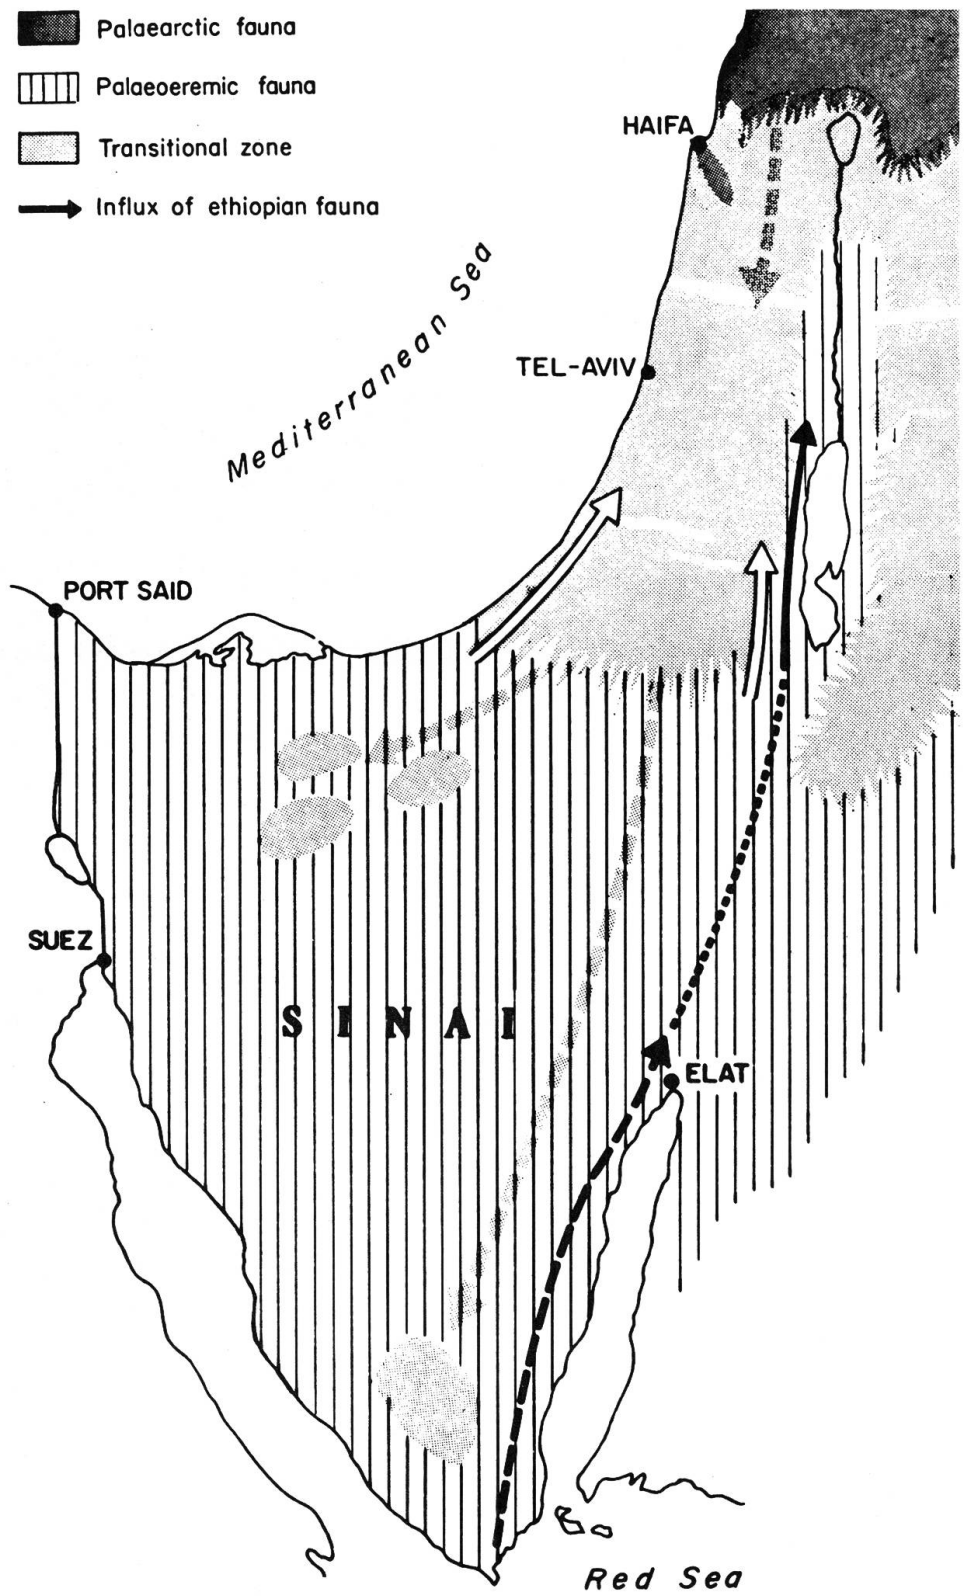 Palaearctic fauna
Palaeoeremic fauna
Transitional zone
Influx of ethiopian fauna
HAIFA
Mediterranean Sea
TEL-AVIV
PORT SAID
SUEZ
SINAI
ELAT
Red Sea